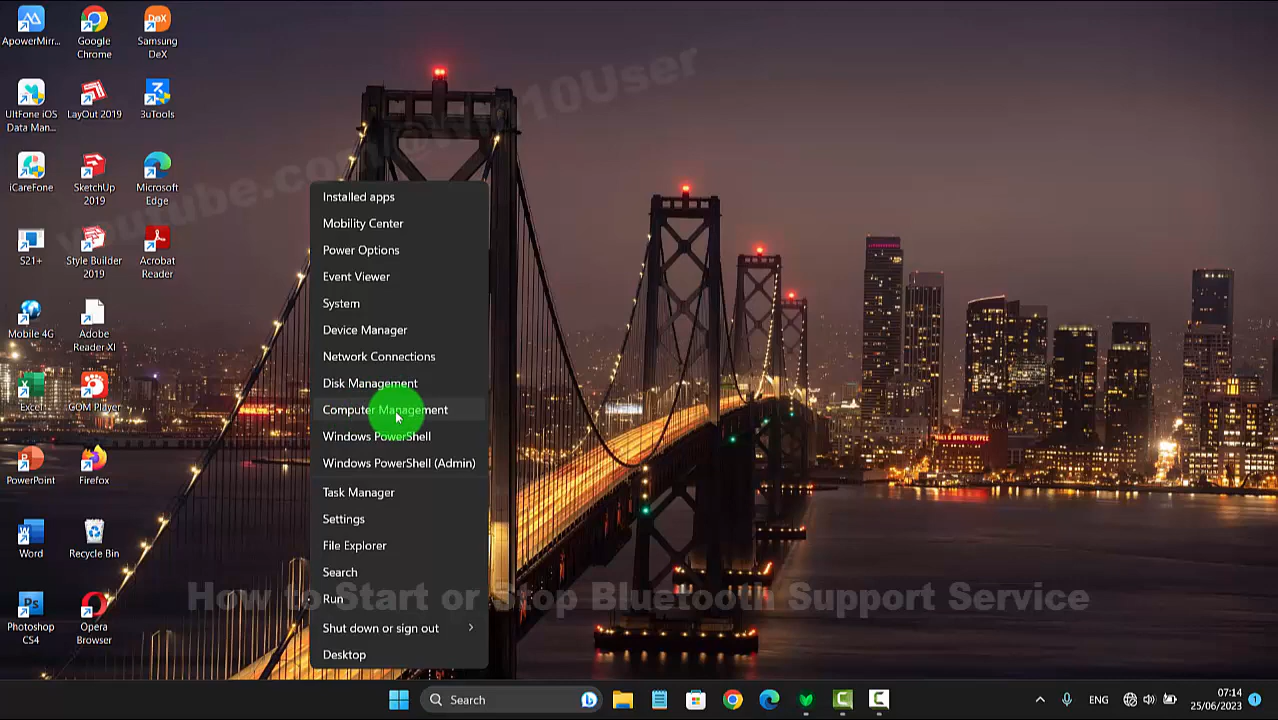 ApowerMirr...
Google
Chrome
Samsung
DeX
UltFone iOS
Data Man...
LayOut 2019
3uTools
iCareFone
SketchUp
2019
Microsoft
Edge
S21+
Style Builder
2019
Acrobat
Reader
Mobile 4G
Adobe
Reader XI
Excel
GOM Player
PowerPoint
Firefox
Word
Recycle Bin
Photoshop
CS4
Opera
Browser
Installed apps
Mobility Center
Power Options
Event Viewer
System
Device Manager
Network Connections
Disk Management
Computer Management
Windows PowerShell
Windows PowerShell (Admin)
Task Manager
Settings
File Explorer
Search
Run
Shut down or sign out
Desktop
How to Start or Stop Bluetooth Support Service
Search
ENG
07:14
25/06/2023
1